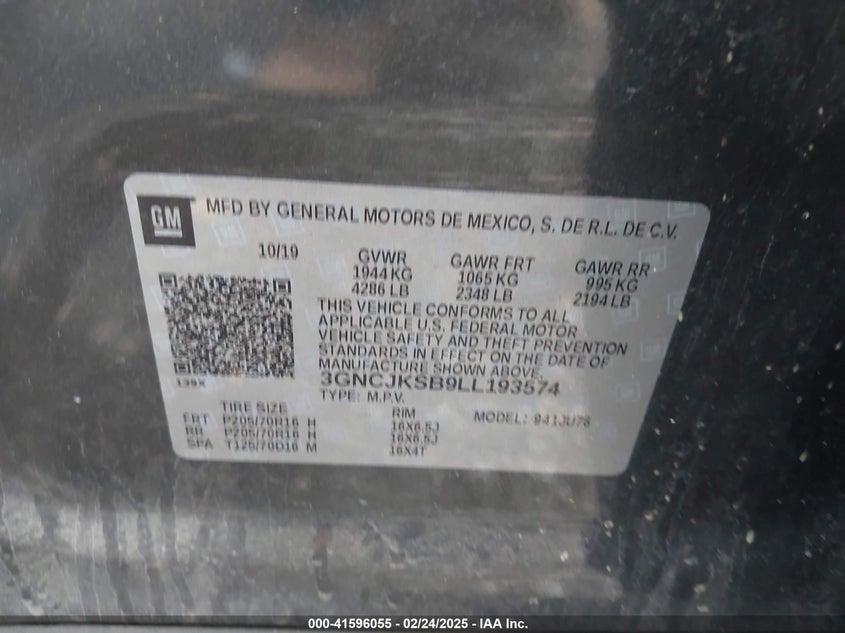 GM
MFD BY GENERAL MOTORS DE MEXICO, S. DE R.L. DE C.V.
10/19 GVWR GAWR FRT GAWR RR
1944 KG 1065 KG 995 KG
4286 LB 2348 LB 2194 LB
THIS VEHICLE CONFORMS TO ALL
APPLICABLE U.S. FEDERAL MOTOR
VEHICLE SAFETY AND THEFT PREVENTION
STANDARDS IN EFFECT ON THE DATE OF
MANUFACTURE SHOWN ABOVE.
139X
3GNCJKSB9LL193574
TYPE: M.P.V.
TIRE SIZE RIM MODEL: 941JU76
FRT P205/70R16 H 16X6.5J
RR P205/70R16 H 16X6.5J
SPA T125/70D16 M 16X4T
000-41596055 - 02/24/2025 - IAA Inc.